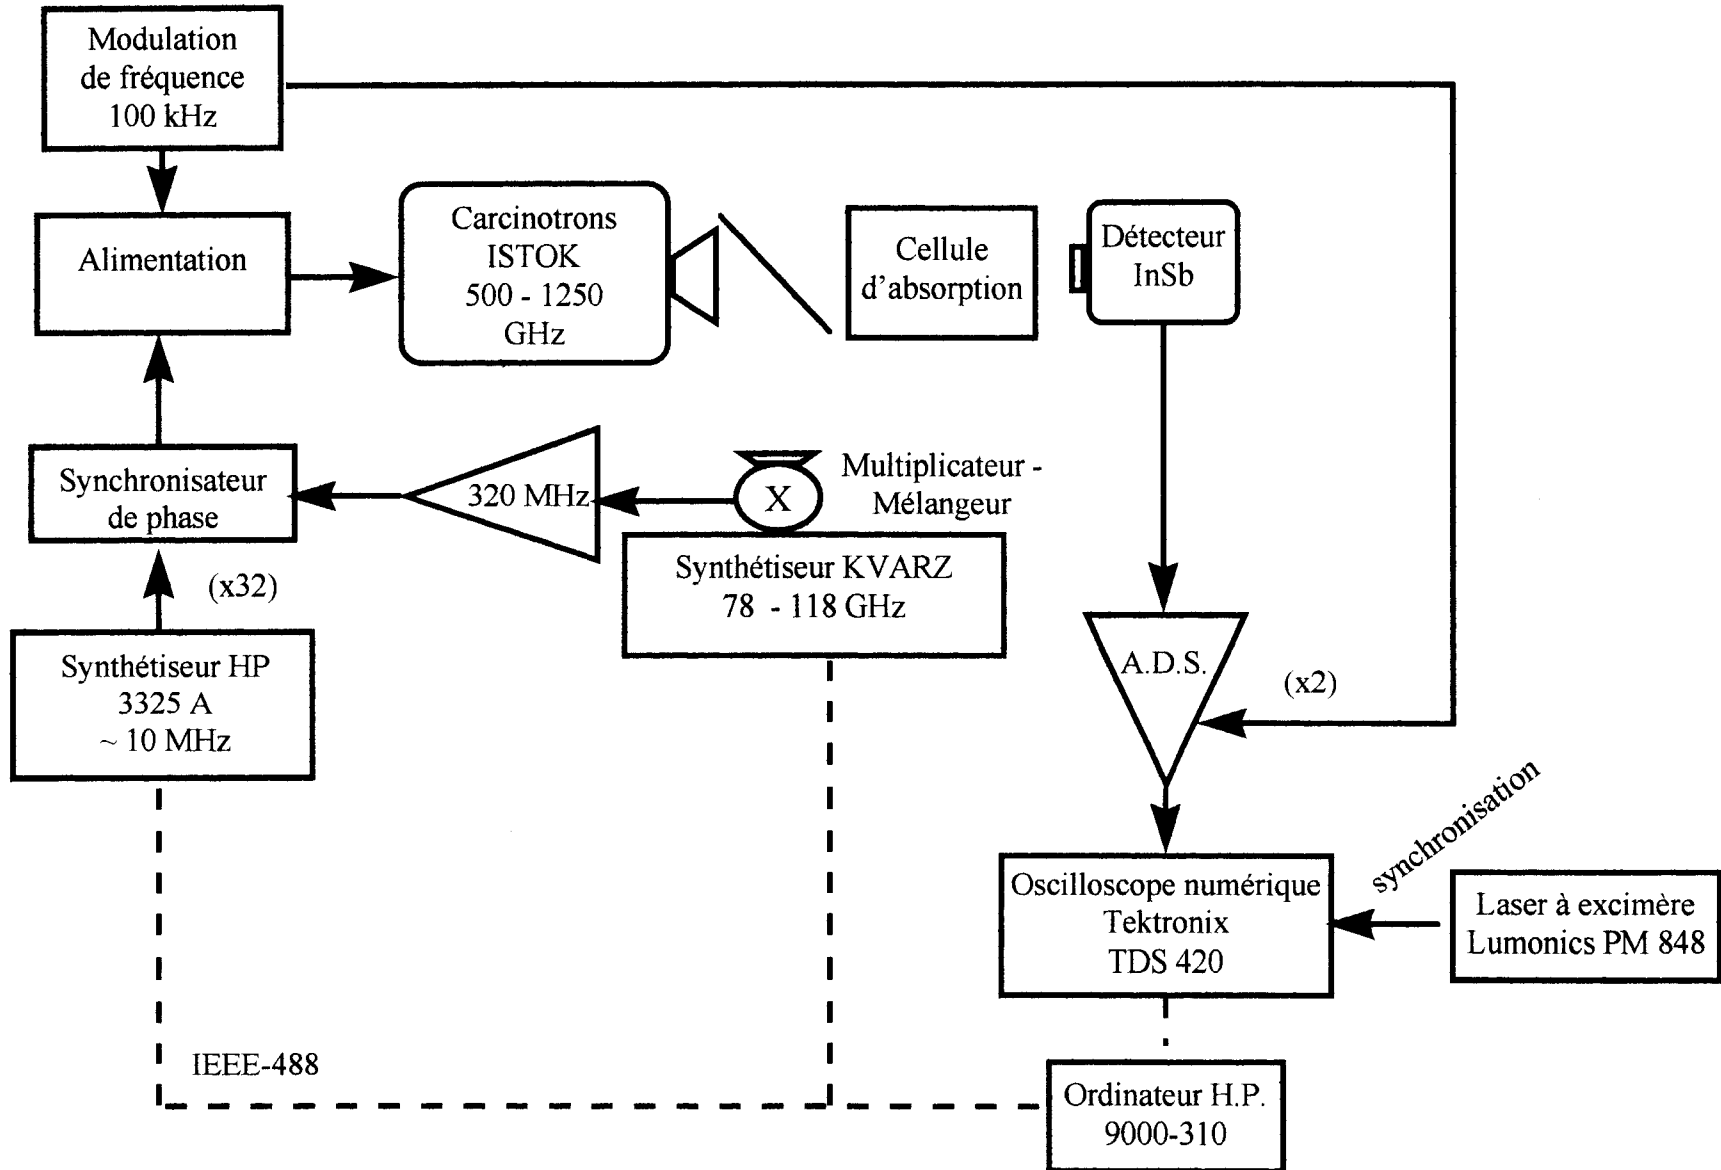 Modulation
de fréquence
100 kHz
Alimentation
Carcinotrons
ISTOK
500 - 1250
GHz
Cellule
d'absorption
Détecteur
InSb
Synchronisateur
de phase
320 MHz
X
Multiplicateur -
Mélangeur
Synthétiseur KVARZ
78 - 118 GHz
(x32)
Synthétiseur HP
3325 A
~ 10 MHz
A.D.S.
(x2)
synchronisation
Oscilloscope numérique
Tektronix
TDS 420
Laser à excimère
Lumonics PM 848
IEEE-488
Ordinateur H.P.
9000-310